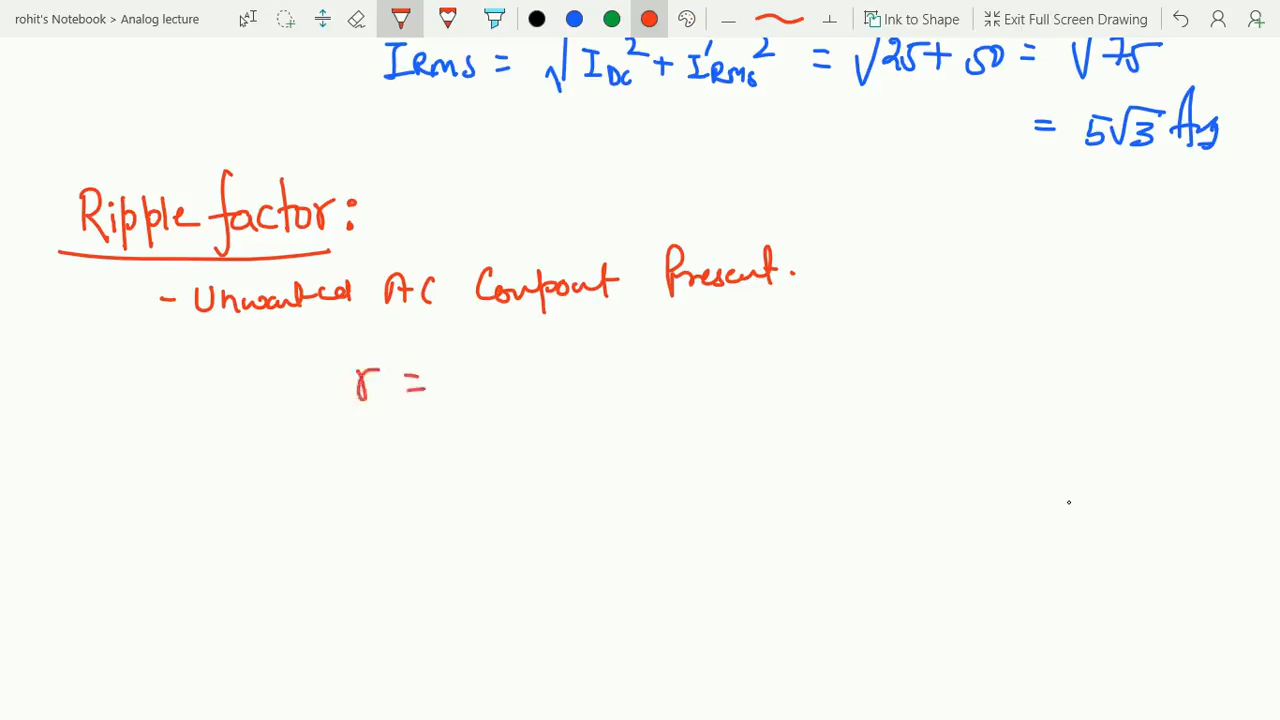 rohit's Notebook > Analog lecture
Ink to Shape
Exit Full Screen Drawing
IRMS = √IDC² + I'RMS² = √25 + 50 = √75
= 5√3
Ripple factor:
- Unwanted AC Component Present.
r =